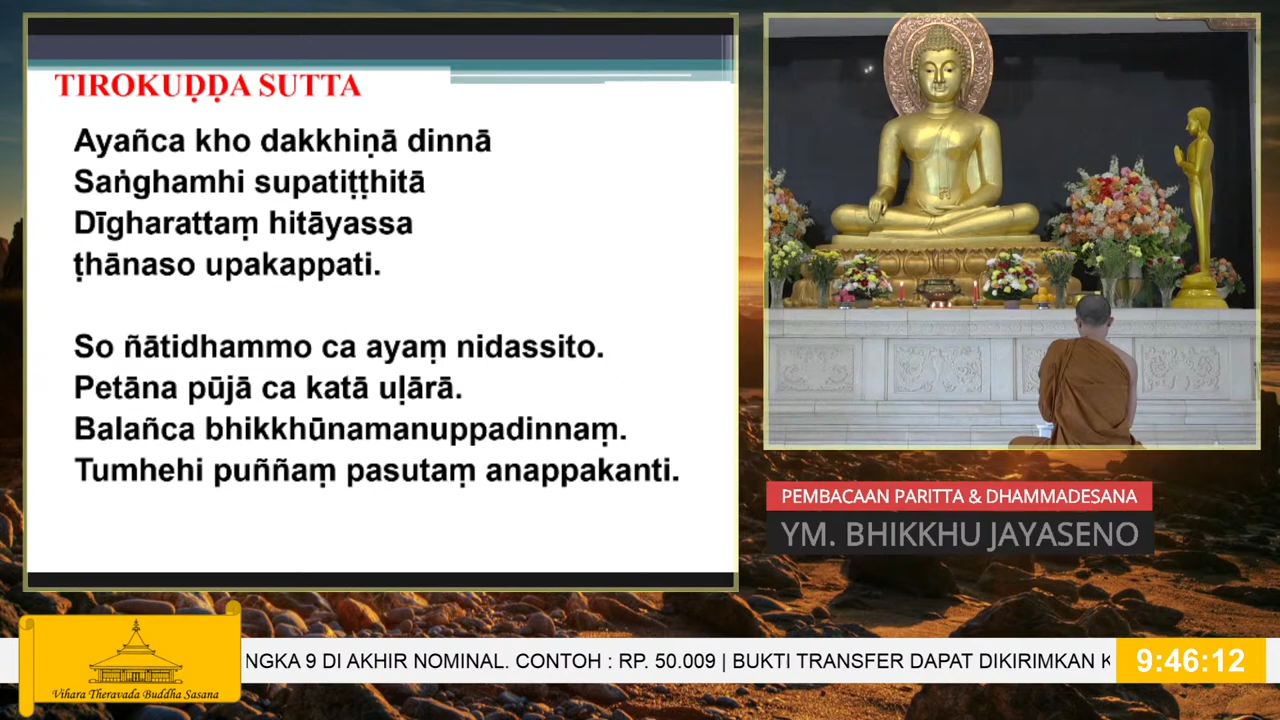 TIROKUḌḌA SUTTA
Ayañca kho dakkhiṇā dinnā
Saṅghamhi supatiṭṭhitā
Dīgharattaṃ hitāyassa
ṭhānaso upakappati.
So ñātidhammo ca ayaṃ nidassito.
Petāna pūjā ca katā uḷārā.
Balañca bhikkhūnamanuppadinnaṃ.
Tumhehi puññaṃ pasutaṃ anappakanti.
PEMBACAAN PARITTA & DHAMMADESANA
YM. BHIKKHU JAYASENO
Vihara Theravada Buddha Sasana
NGKA 9 DI AKHIR NOMINAL. CONTOH : RP. 50.009 | BUKTI TRANSFER DAPAT DIKIRIMKAN K
9:46:12